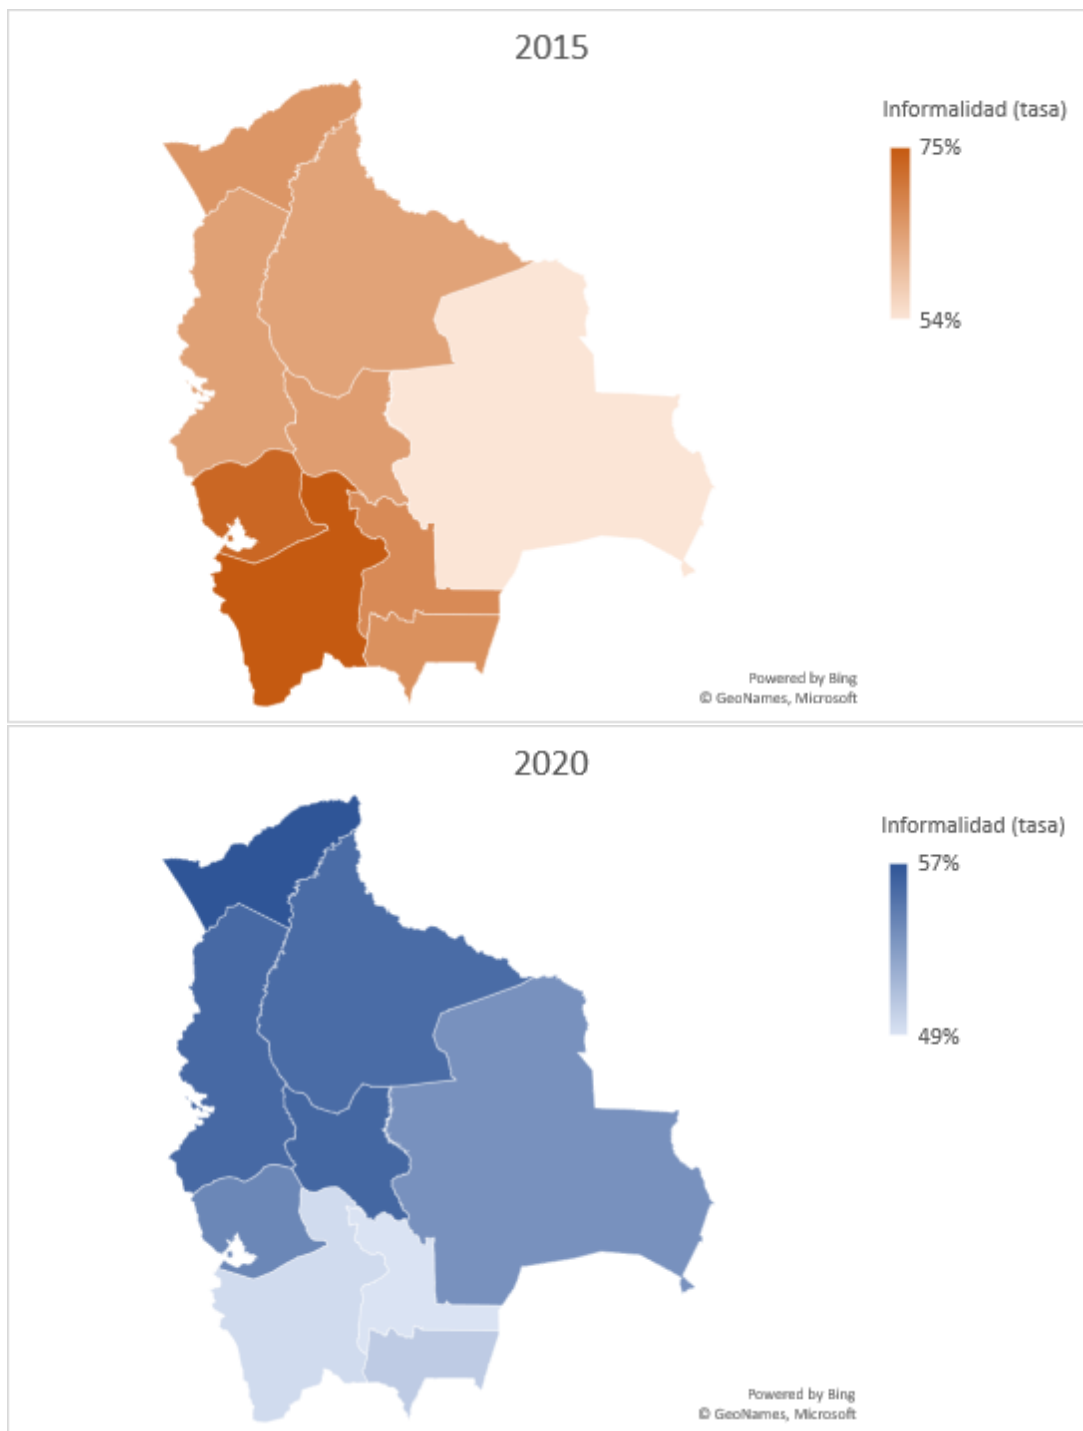 2015
Informalidad (tasa)
75%
54%
Powered by Bing
© GeoNames, Microsoft
2020
Informalidad (tasa)
57%
49%
Powered by Bing
© GeoNames, Microsoft